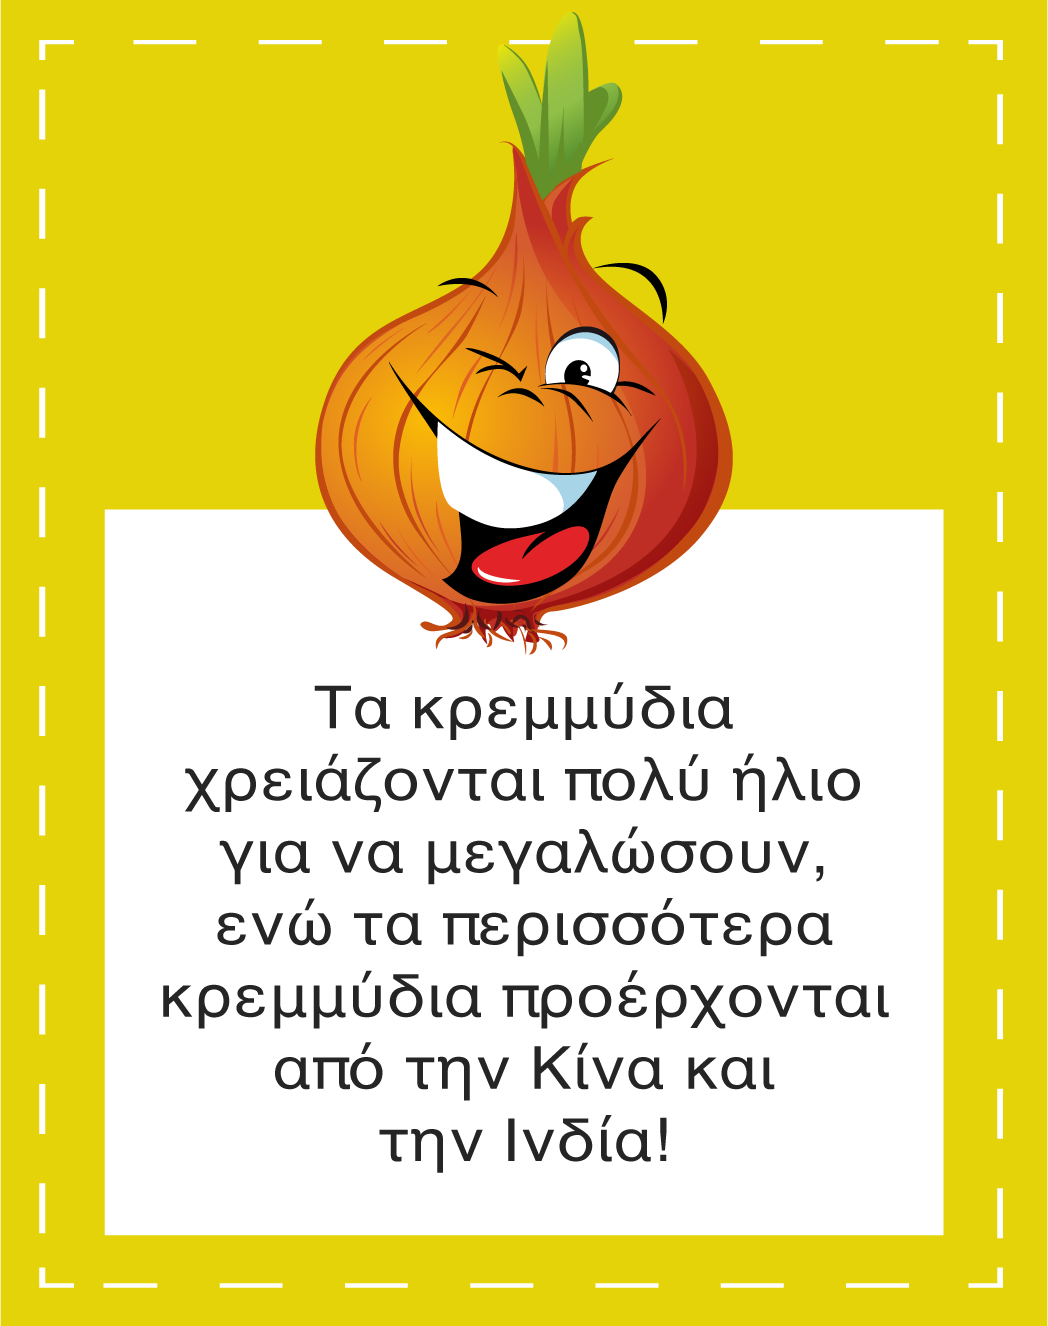 Τα κρεμμύδια
χρειάζονται πολύ ήλιο
για να μεγαλώσουν,
ενώ τα περισσότερα
κρεμμύδια προέρχονται
από την Κίνα και
την Ινδία!